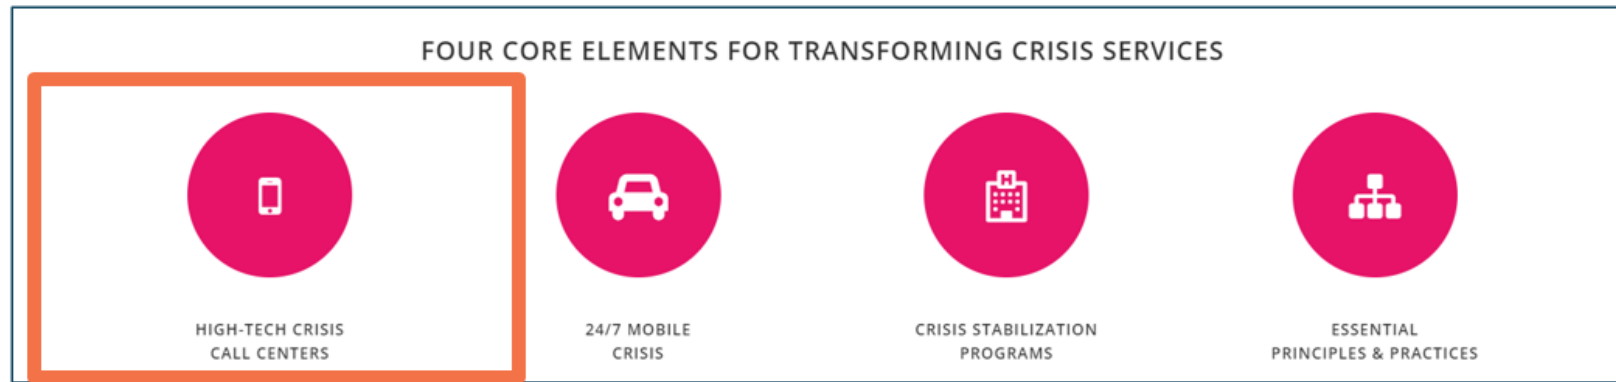 FOUR CORE ELEMENTS FOR TRANSFORMING CRISIS SERVICES
HIGH-TECH CRISIS
CALL CENTERS
24/7 MOBILE
CRISIS
H
CRISIS STABILIZATION
PROGRAMS
ESSENTIAL
PRINCIPLES & PRACTICES